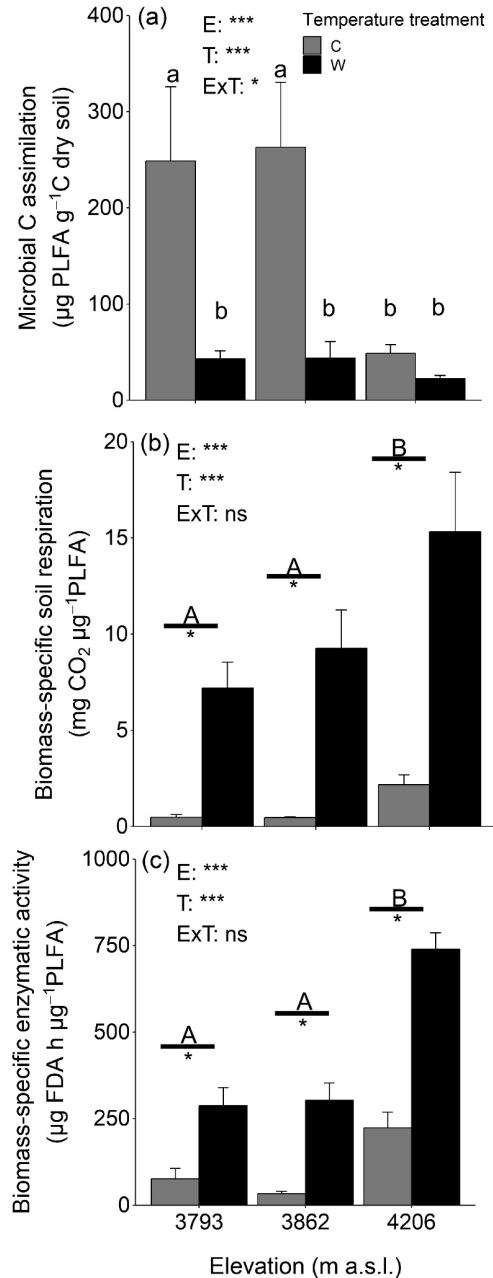 (a)
E: ***
T: ***
ExT: *
Temperature treatment
C
W
a
a
b
b
b
b
400
300
200
100
0
Microbial C assimilation
(µg PLFA g⁻¹C dry soil)
(b)
E: ***
T: ***
ExT: ns
A
*
A
*
B
*
20
15
10
5
0
Biomass-specific soil respiration
(mg CO₂ µg⁻¹PLFA)
(c)
E: ***
T: ***
ExT: ns
A
*
A
*
B
*
1000
750
500
250
0
Biomass-specific enzymatic activity
(µg FDA h µg⁻¹PLFA)
3793 3862 4206
Elevation (m a.s.l.)